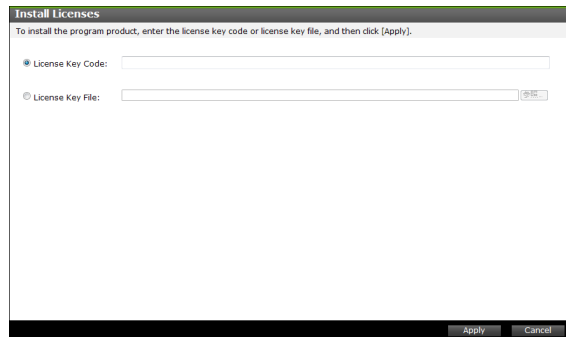 Install Licenses
To install the program product, enter the license key code or license key file, and then click [Apply].
License Key Code:
License Key File: 参照...
Apply Cancel